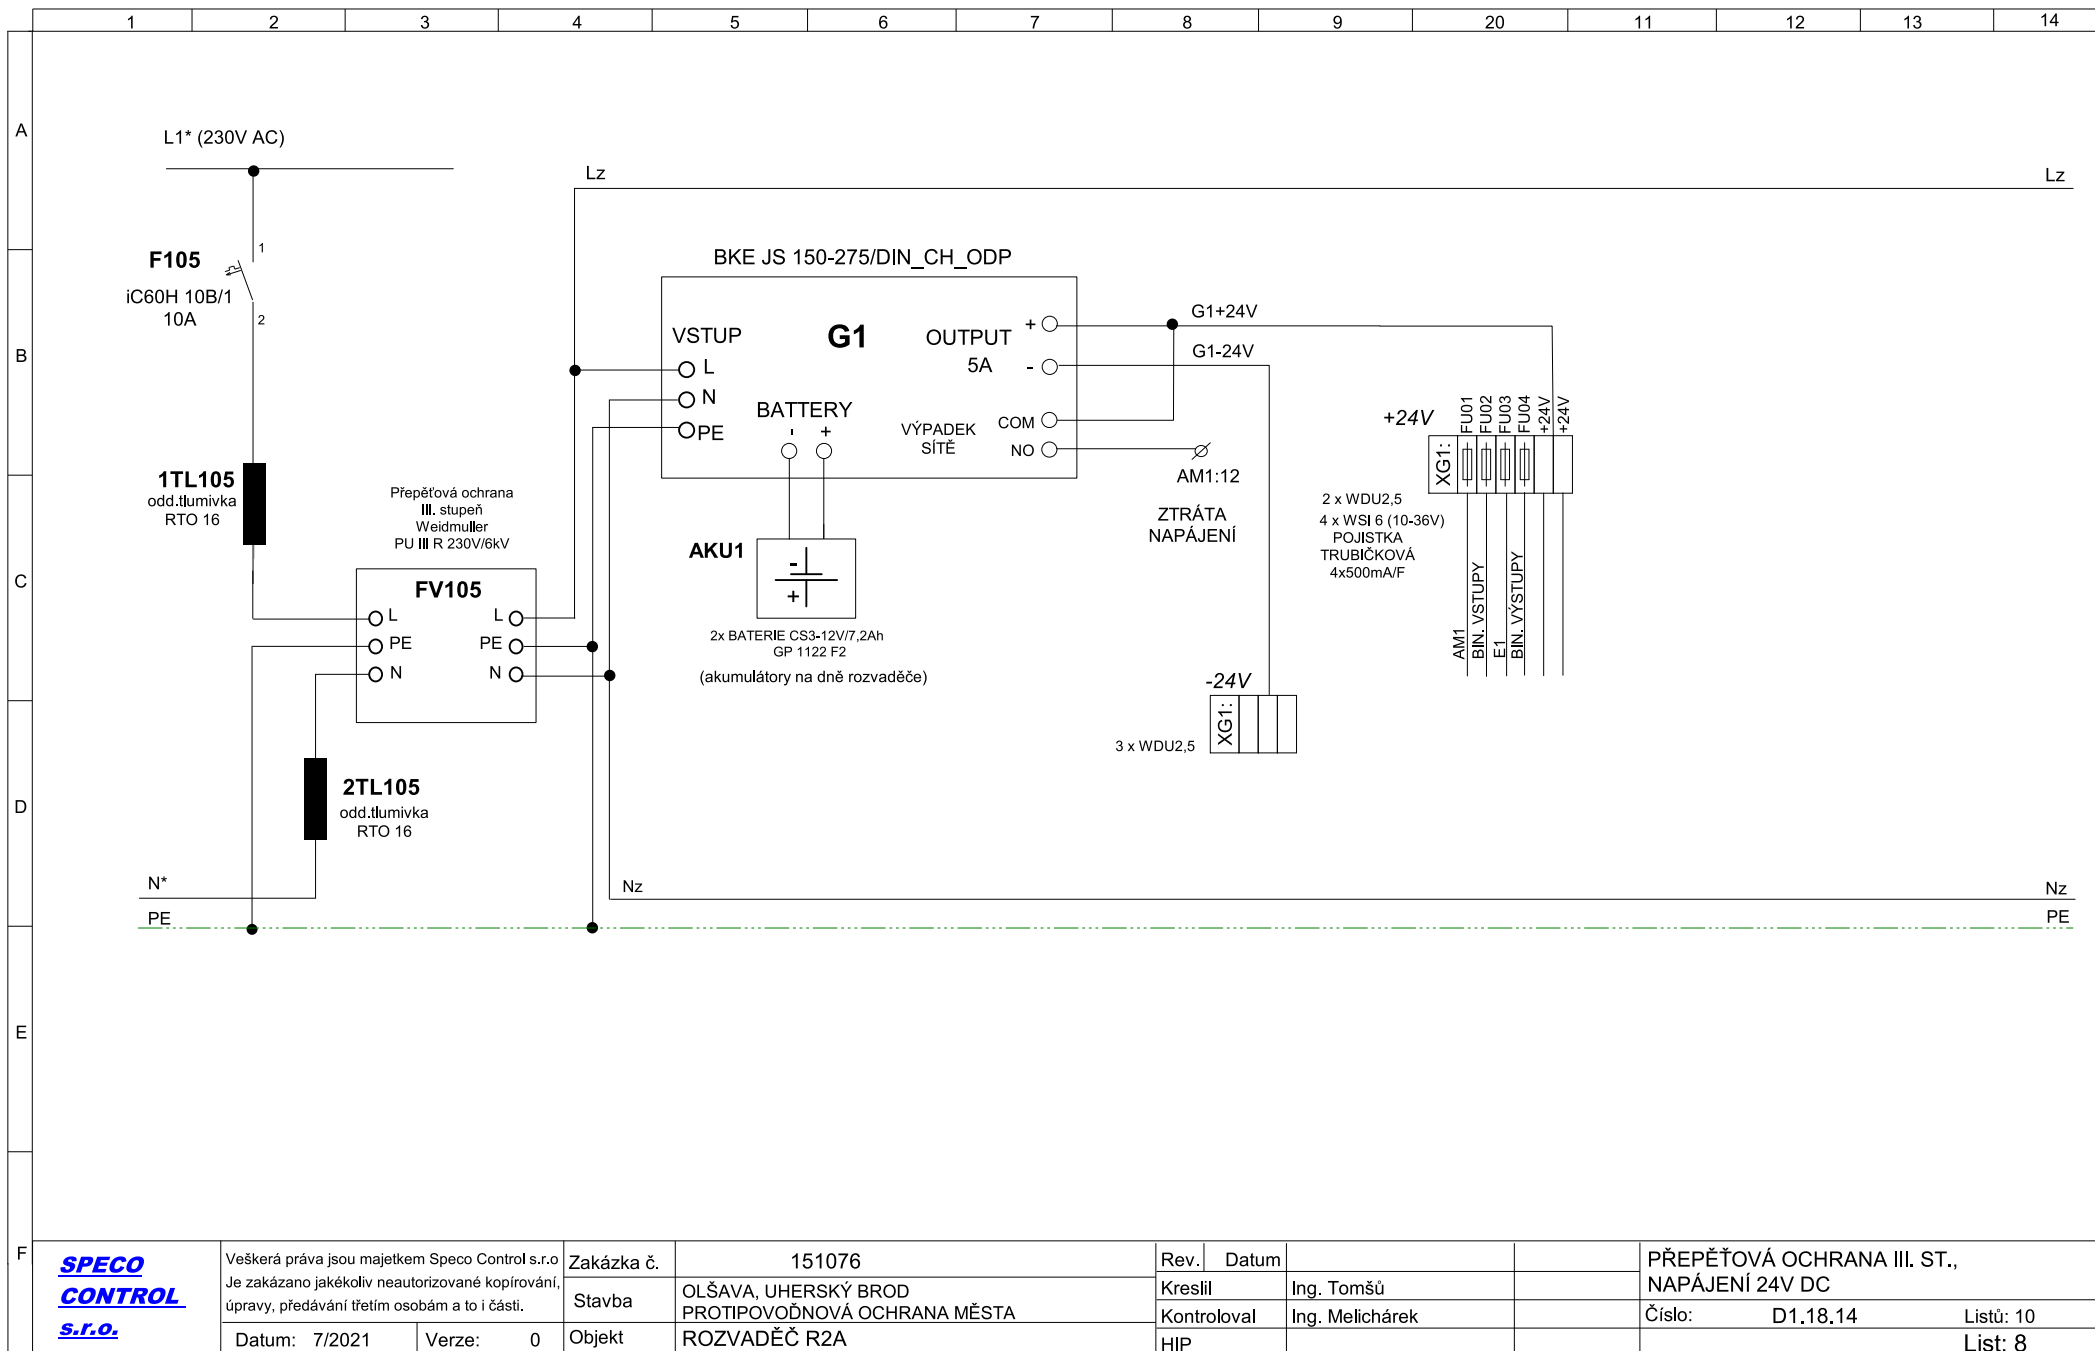 1 2 3 4 5 6 7 8 9 20 11 12 13 14
A
B
C
D
E
F
L1* (230V AC)
Lz
Lz
F105
iC60H 10B/1
10A
1
2
1TL105
odd.tlumivka
RTO 16
Přepěťová ochrana
III. stupeň
Weidmuller
PU III R 230V/6kV
FV105
L
PE
N
L
PE
N
2TL105
odd.tlumivka
RTO 16
N*
PE
Nz
Nz
PE
BKE JS 150-275/DIN_CH_ODP
VSTUP
G1
L
N
PE
OUTPUT
5A
+
-
BATTERY
- +
VÝPADEK
SÍTĚ
COM
NO
AKU1
-
+
2x BATERIE CS3-12V/7,2Ah
GP 1122 F2
(akumulátory na dně rozvaděče)
G1+24V
G1-24V
AM1:12
ZTRÁTA
NAPÁJENÍ
-24V
XG1:
3 x WDU2,5
+24V
XG1:
FU01
FU02
FU03
FU04
+24V
+24V
2 x WDU2,5
4 x WSI 6 (10-36V)
POJISTKA
TRUBIČKOVÁ
4x500mA/F
AM1
BIN. VSTUPY
E1
BIN. VÝSTUPY
SPECO
CONTROL
s.r.o.
Veškerá práva jsou majetkem Speco Control s.r.o
Je zakázáno jakékoliv neautorizované kopírování,
úpravy, předávání třetím osobám a to i části.
Datum: 7/2021
Verze: 0
Zakázka č. 151076
Stavba
OLŠAVA, UHERSKÝ BROD
PROTIPOVODŇOVÁ OCHRANA MĚSTA
Objekt ROZVADĚČ R2A
Rev. Datum
Kreslil Ing. Tomšů
Kontroloval Ing. Melichárek
HIP
PŘEPĚŤOVÁ OCHRANA III. ST.,
NAPÁJENÍ 24V DC
Číslo: D1.18.14 Listů: 10
List: 8